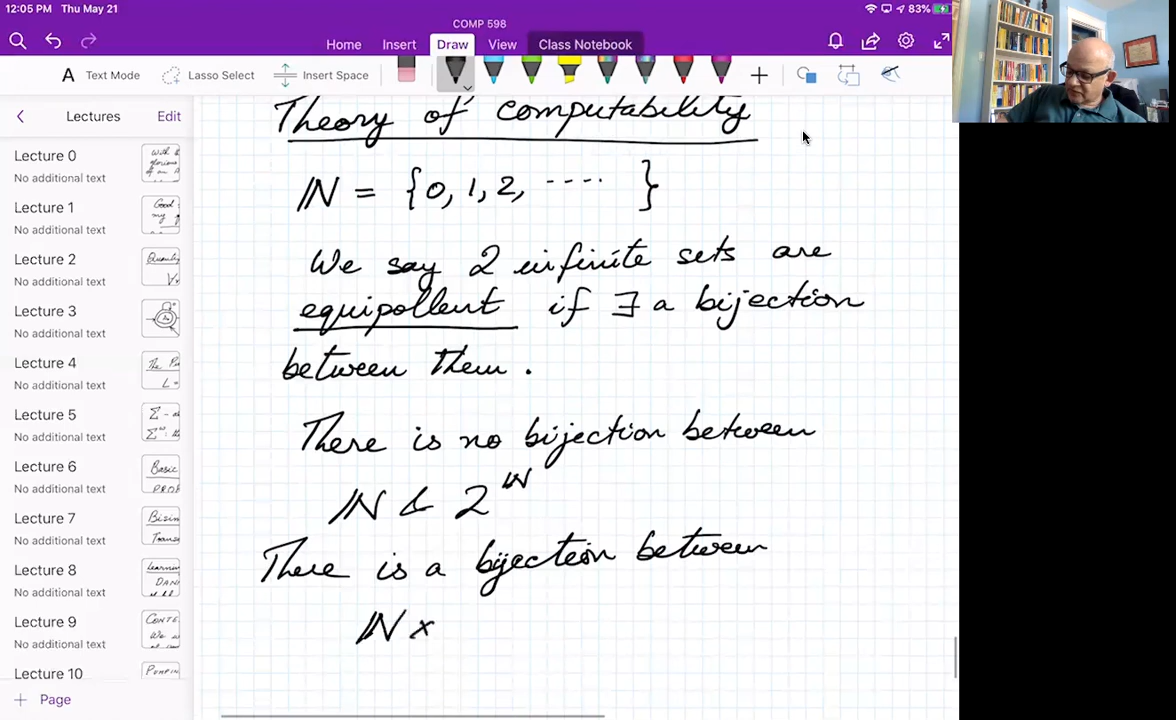 12:05 PM Thu May 21
83%
COMP 598
Home Insert Draw View Class Notebook
A Text Mode Lasso Select Insert Space
Lectures Edit
Lecture 0
No additional text
Lecture 1
No additional text
Lecture 2
No additional text
Lecture 3
No additional text
Lecture 4
No additional text
Lecture 5
No additional text
Lecture 6
No additional text
Lecture 7
No additional text
Lecture 8
No additional text
Lecture 9
No additional text
Lecture 10
+ Page
Theory of computability
ℕ = {0, 1, 2, ---- }
We say 2 infinite sets are
equipollent if ∃ a bijection
between them.
There is no bijection between
ℕ & 2^ℕ
There is a bijection between
ℕ ×